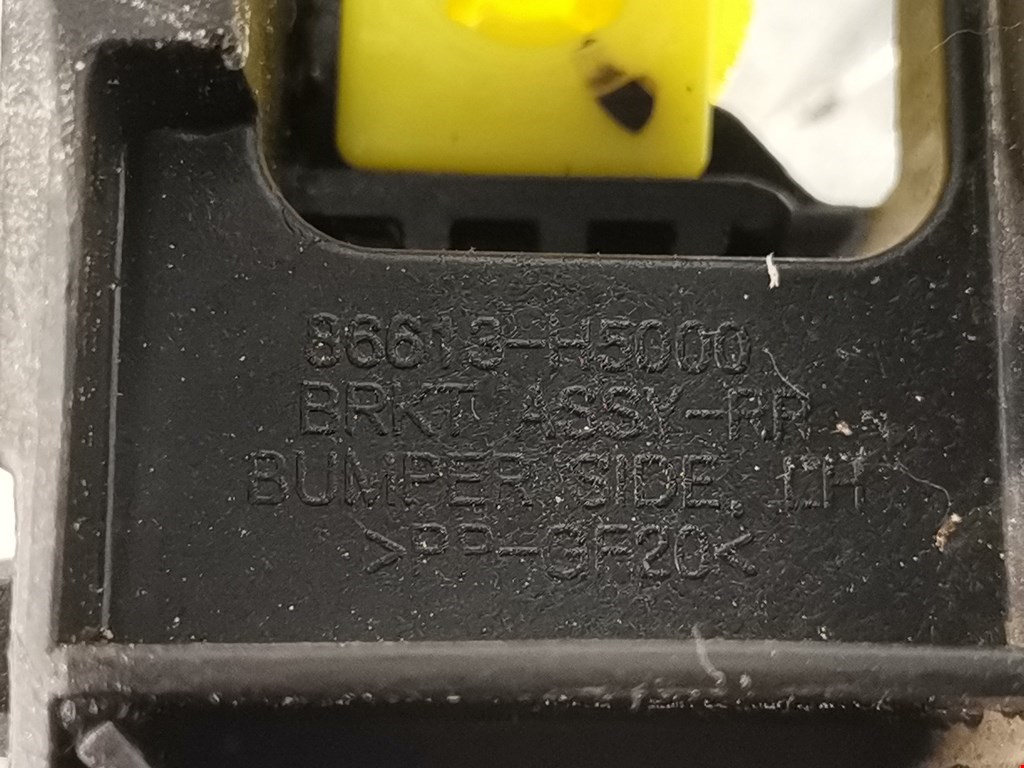 86613-H5000
BRKT ASSY-RR
BUMPER SIDE, LH
>PP-GF20<